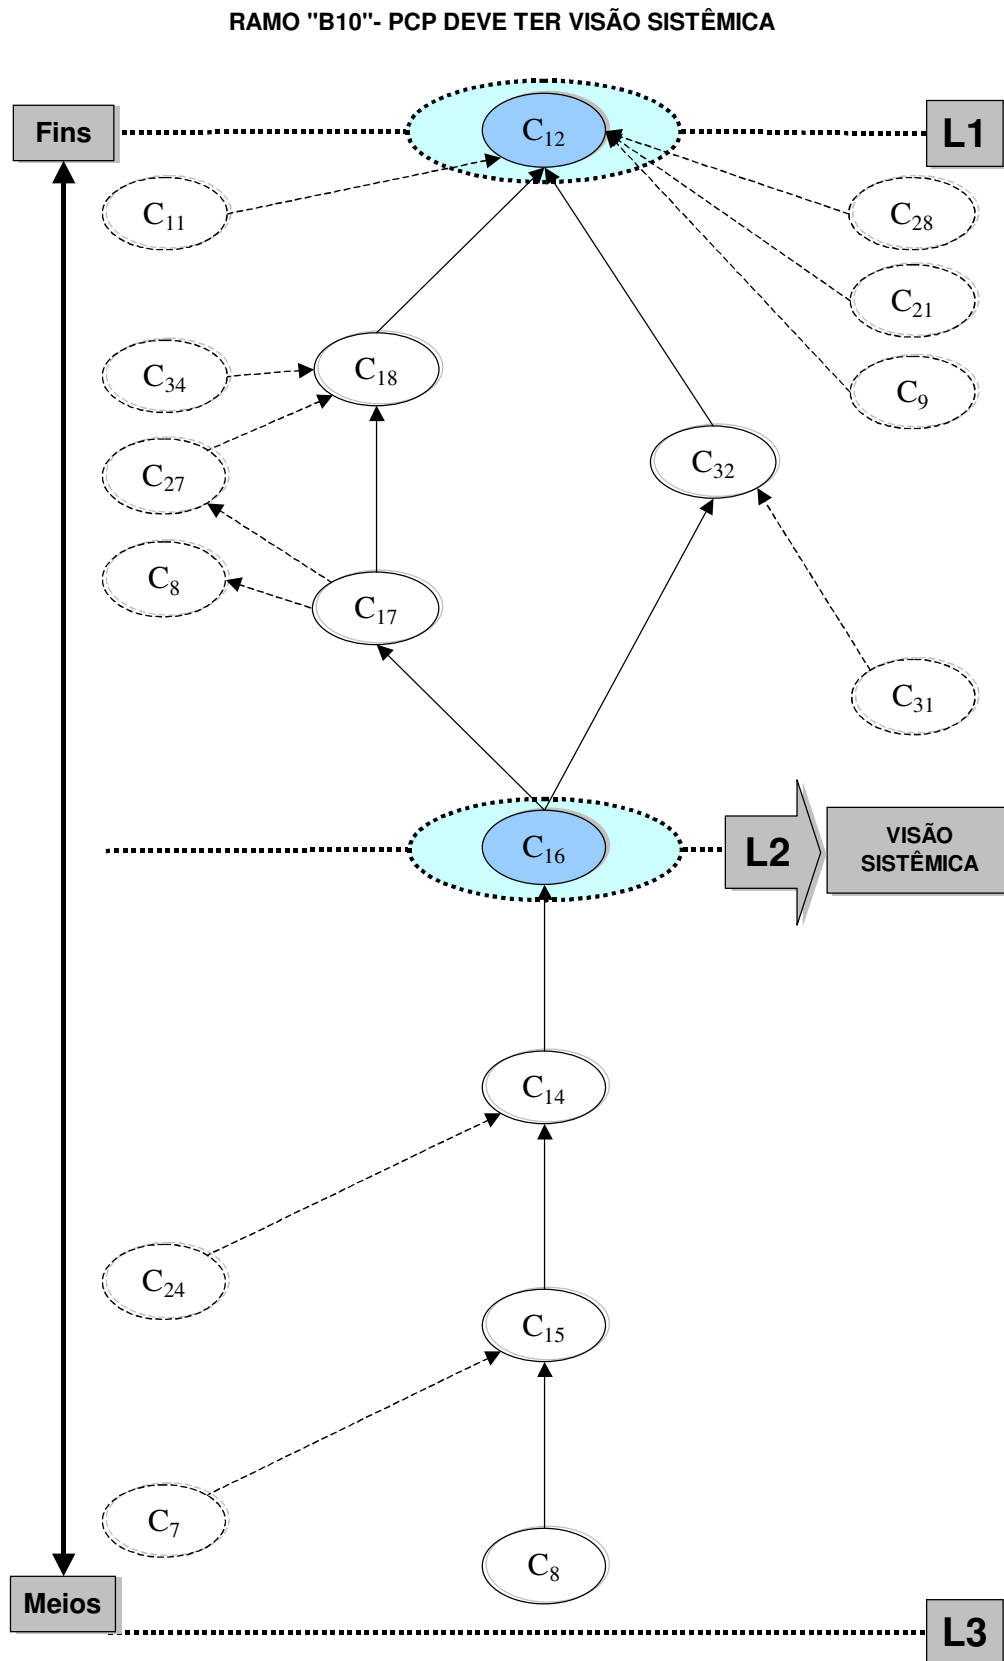 RAMO "B10"- PCP DEVE TER VISÃO SISTÊMICA
Fins
C12
L1
C11
C28
C21
C34
C18
C9
C27
C32
C8
C17
C31
C16
L2
VISÃO
SISTÊMICA
C14
C24
C15
C7
C8
Meios
L3